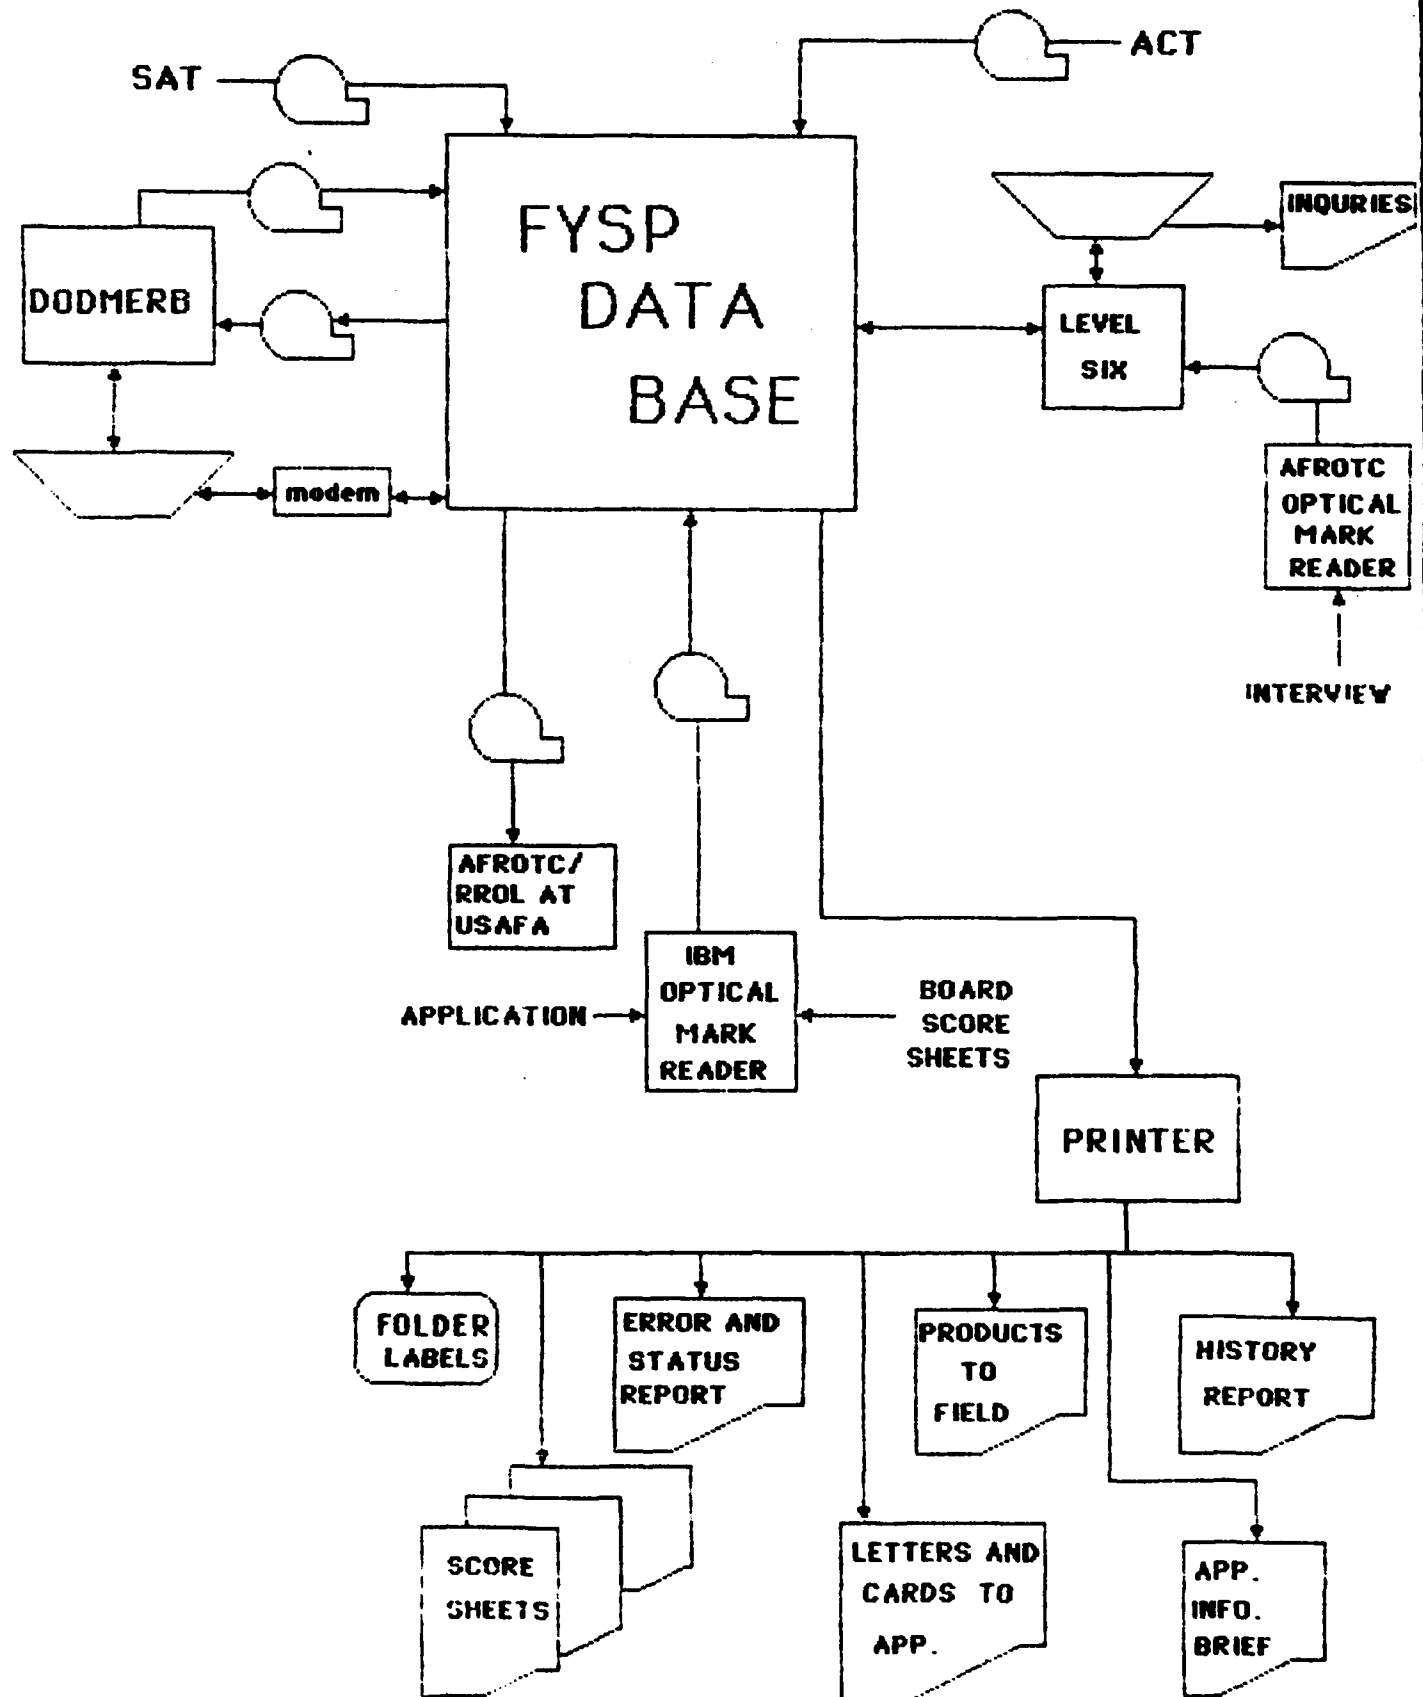 ACT
SAT
FYSP
DATA
BASE
INQURIES
DODMERB
LEVEL
SIX
modem
AFROTC
OPTICAL
MARK
READER
INTERVIEW
AFROTC/
RROL AT
USAFA
IBM
OPTICAL
MARK
READER
APPLICATION
BOARD
SCORE
SHEETS
PRINTER
FOLDER
LABELS
ERROR AND
STATUS
REPORT
PRODUCTS
TO
FIELD
HISTORY
REPORT
SCORE
SHEETS
LETTERS AND
CARDS TO
APP.
APP.
INFO.
BRIEF